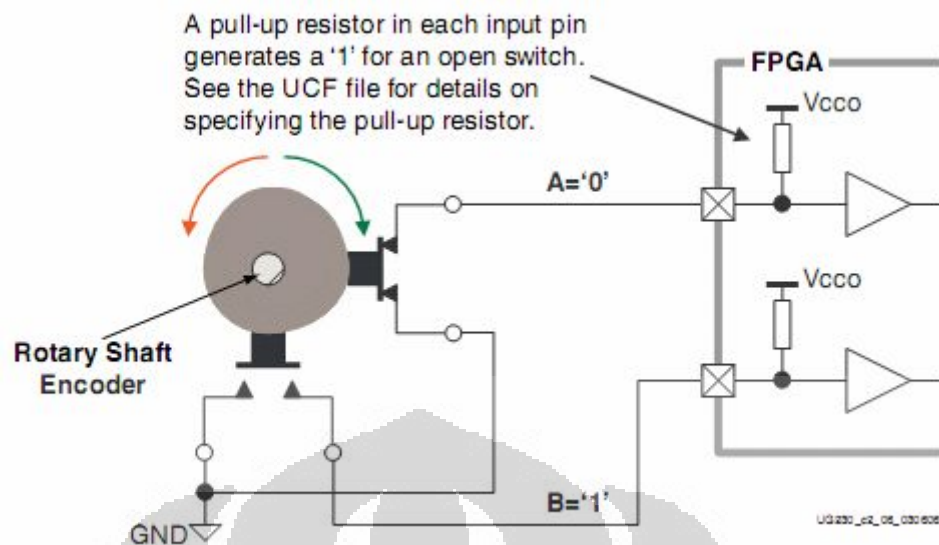 A pull-up resistor in each input pin
generates a ‘1’ for an open switch.
See the UCF file for details on
specifying the pull-up resistor.
FPGA
Vcco
A=‘0’
Vcco
Rotary Shaft
Encoder
B=‘1’
GND
UG230_c2_06_030606